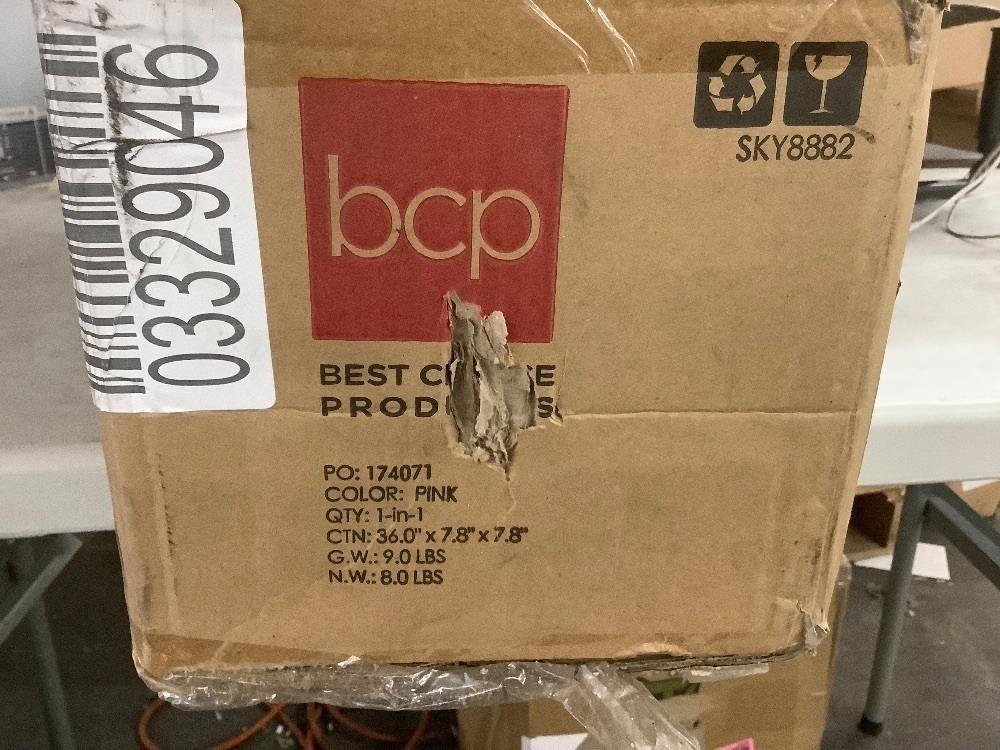 03329046
bcp
SKY8882
BEST
PO: 174071
COLOR: PINK
QTY: 1-in-1
CTN: 36.0" x 7.8" x 7.8"
G.W.: 9.0 LBS
N.W.: 8.0 LBS